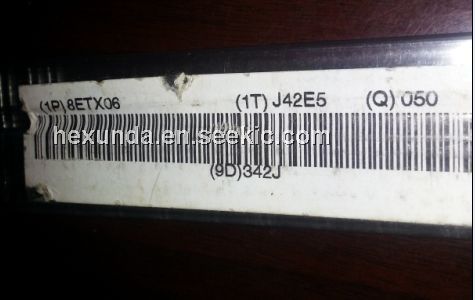 (1P) 8ETX06 (1T) J42E5 (Q) 050
hexunda.en.seekic.com
(9D)342J